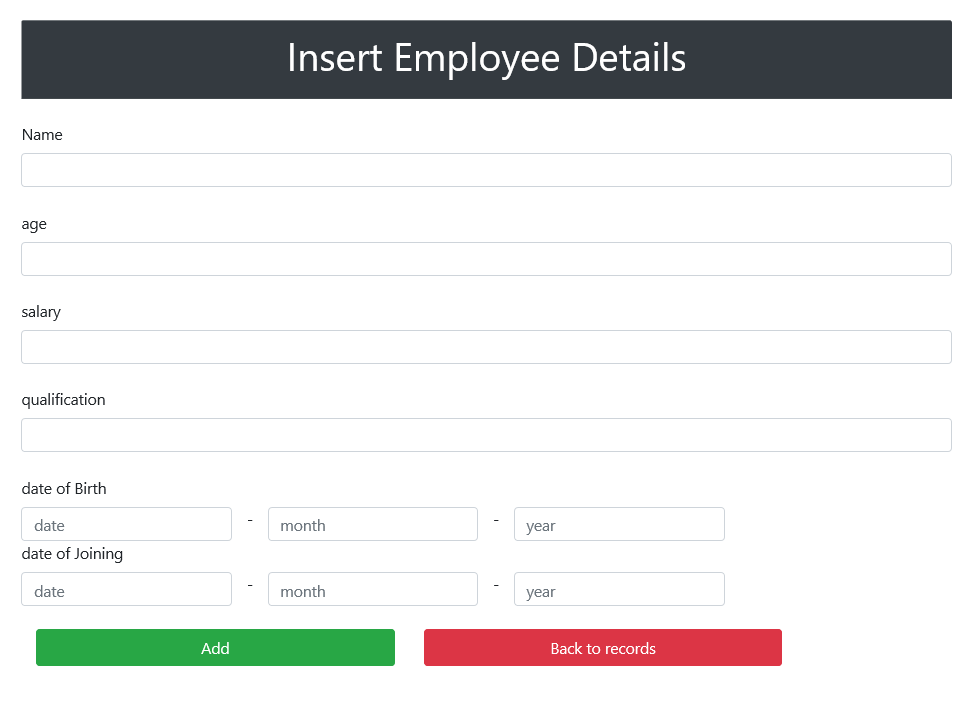 Insert Employee Details
Name
age
salary
qualification
date of Birth
date - month - year
date of Joining
date - month - year
Add Back to records